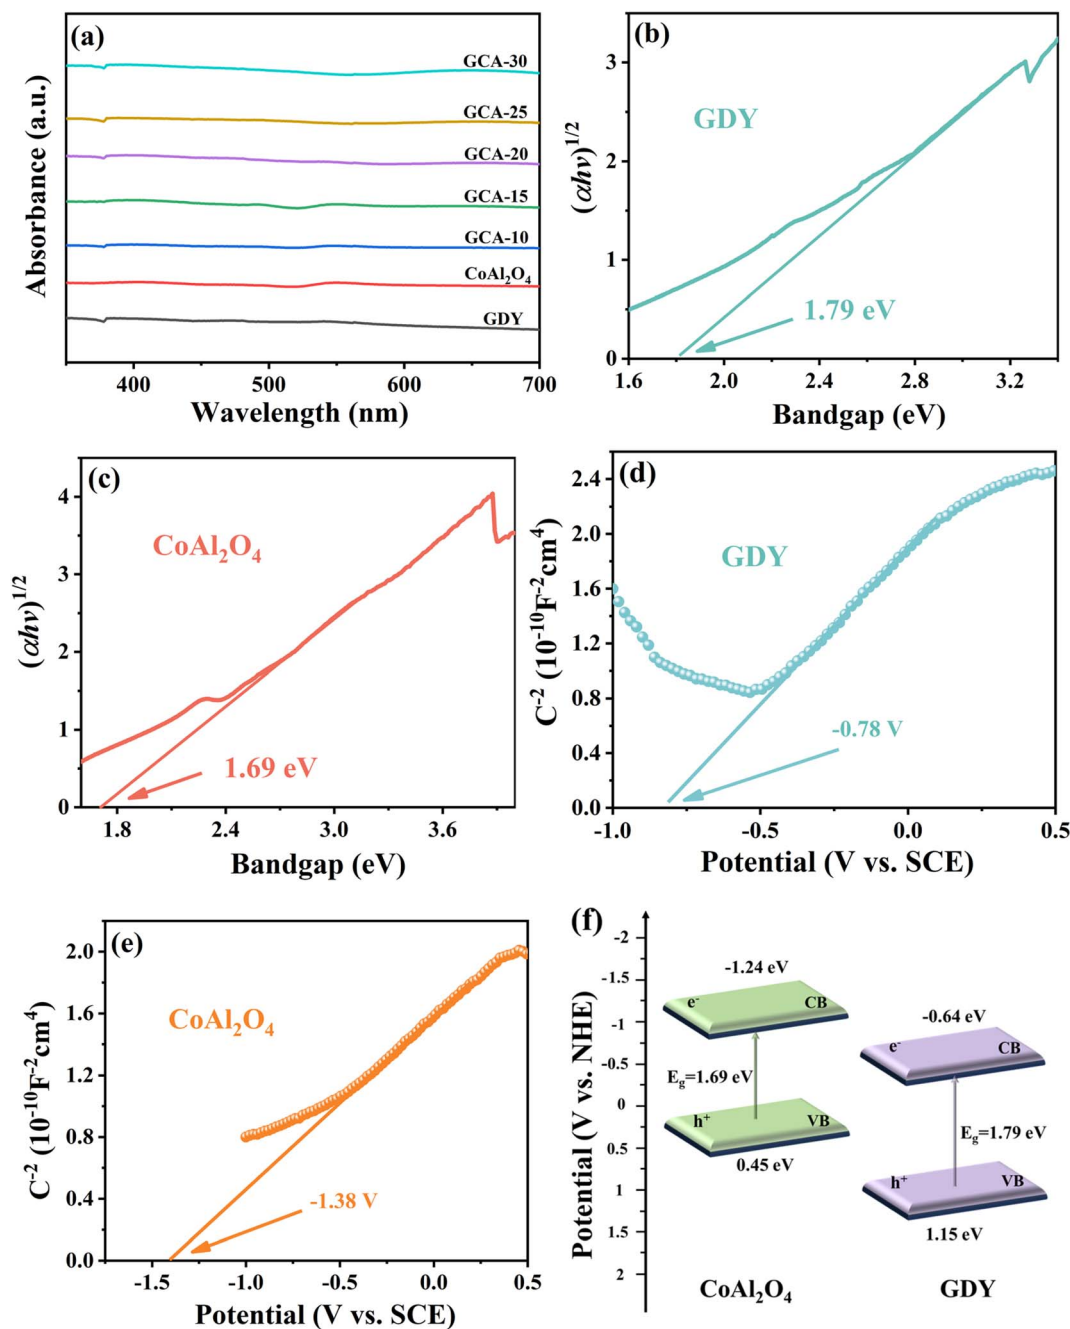 (a)
GCA-30
GCA-25
GCA-20
GCA-15
GCA-10
CoAl₂O₄
GDY
Absorbance (a.u.)
400 500 600 700
Wavelength (nm)
(b)
GDY
1.79 eV
(αhν)^1/2
3
2
1
0
1.6 2.0 2.4 2.8 3.2
Bandgap (eV)
(c)
CoAl₂O₄
1.69 eV
(αhν)^1/2
4
3
2
1
0
1.8 2.4 3.0 3.6
Bandgap (eV)
(d)
GDY
-0.78 V
C⁻² (10⁻¹⁰F⁻²cm⁴)
2.4
2.0
1.6
1.2
0.8
0.4
0.0
-1.0 -0.5 0.0 0.5
Potential (V vs. SCE)
(e)
CoAl₂O₄
-1.38 V
C⁻² (10⁻¹⁰F⁻²cm⁴)
2.0
1.6
1.2
0.8
0.4
0.0
-1.5 -1.0 -0.5 0.0 0.5
Potential (V vs. SCE)
(f)
Potential (V vs. NHE)
-2
-1.5
-1
-0.5
0
0.5
1
1.5
2
-1.24 eV
e⁻ CB
E_g=1.69 eV
h⁺ VB
0.45 eV
CoAl₂O₄
-0.64 eV
e⁻ CB
E_g=1.79 eV
h⁺ VB
1.15 eV
GDY